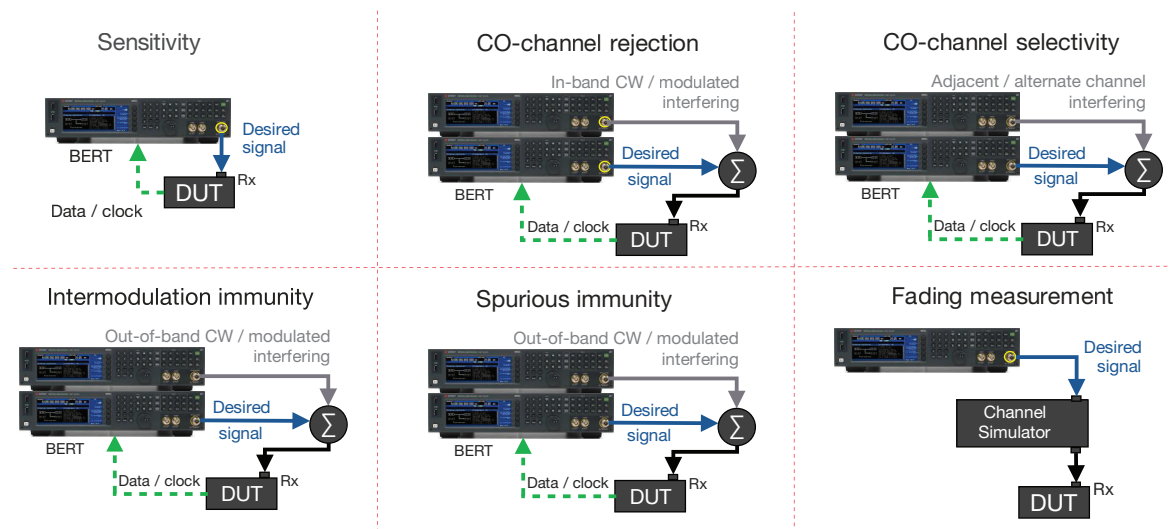 Sensitivity
Desired
signal
BERT
DUT
Rx
Data / clock
CO-channel rejection
In-band CW / modulated
interfering
Desired
signal
Σ
BERT
Data / clock
DUT
Rx
CO-channel selectivity
Adjacent / alternate channel
interfering
Desired
signal
Σ
BERT
Data / clock
DUT
Rx
Intermodulation immunity
Out-of-band CW / modulated
interfering
Desired
signal
Σ
BERT
Data / clock
DUT
Rx
Spurious immunity
Out-of-band CW / modulated
interfering
Desired
signal
Σ
BERT
Data / clock
DUT
Rx
Fading measurement
Desired
signal
Channel
Simulator
DUT
Rx